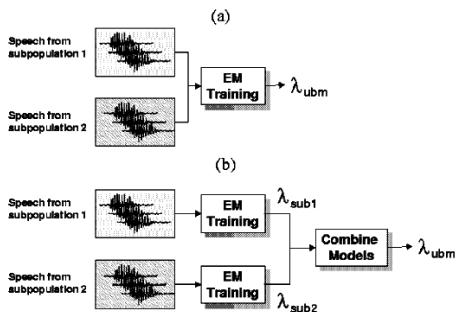 (a)
Speech from
subpopulation 1
Speech from
subpopulation 2
EM
Training
λubm
(b)
Speech from
subpopulation 1
EM
Training
λsub1
Speech from
subpopulation 2
EM
Training
λsub2
Combine
Models
λubm